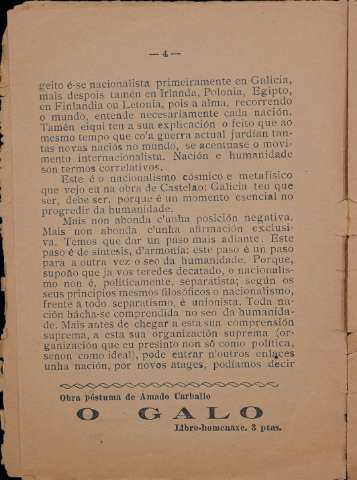 — 4 —
geito é-se nacionalista primeiramente en Galicia,
mais despois tamén en Irlanda, Polonia, Egipto,
en Finlandia ou Letonia, pois a alma, recorrendo
o mundo, entende necesariamente cada nación.
Tamén eiquí ten a sua explicación o feito que ao
mesmo tempo que co'a guerra actual jurdían tan-
tas novas nacios no mundo, se acentuase o movi-
mento internacionalista. Nación e humanidade
son termos correlativos.
Este é o nacionalismo cósmico e metafísico
que vejo eu na obra de Castelao: Galicia ten que
ser, debe ser, porque é un momento esencial no
progredir da humanidade.
Mais non abonda c'unha posición negativa.
Mais non abonda c'unha afirmación exclusi-
va. Temos que dar un paso mais adiante. Este
paso é de síntesis, d'armonía; este é un paso
para a outra vez o seo da humanidade. Porque,
supoño que ja vos teredes decatado, o nacionalis-
mo non é, politicamente, separatista; según os
seus principios mesmos filosóficos o nacionalismo,
frente a todo separatismo, é unionista. Toda na-
ción hácha-se comprendida no seo da humanida-
de. Mais antes de chegar a esta sua comprensión
suprema, a esta sua organización suprema (or-
ganización que eu presinto non só como política,
senon como ideal), pode entrar n'outros enlaces
unha nación, por novos atages, podíamos decir
Obra póstuma de Amado Carballo
O GALO
Libro-homenaxe. 3 ptas.